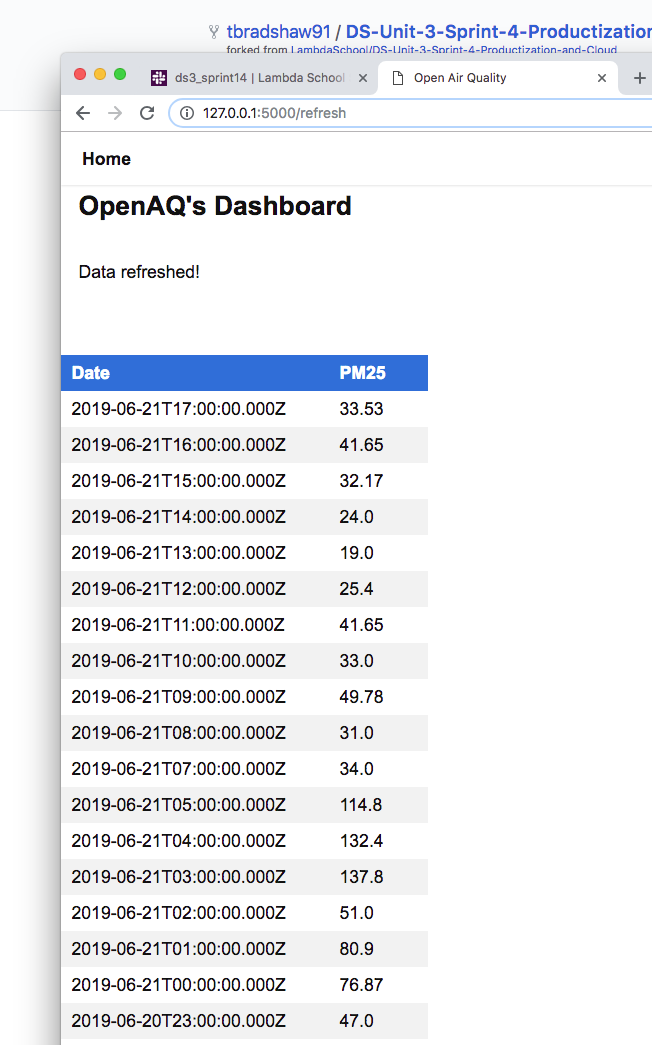 tbradshaw91 / DS-Unit-3-Sprint-4-Productization
forked from LambdaSchool/DS-Unit-3-Sprint-4-Productization-and-Cloud
ds3_sprint14 | Lambda School
Open Air Quality
127.0.0.1:5000/refresh
Home
OpenAQ's Dashboard
Data refreshed!
Date PM25
2019-06-21T17:00:00.000Z 33.53
2019-06-21T16:00:00.000Z 41.65
2019-06-21T15:00:00.000Z 32.17
2019-06-21T14:00:00.000Z 24.0
2019-06-21T13:00:00.000Z 19.0
2019-06-21T12:00:00.000Z 25.4
2019-06-21T11:00:00.000Z 41.65
2019-06-21T10:00:00.000Z 33.0
2019-06-21T09:00:00.000Z 49.78
2019-06-21T08:00:00.000Z 31.0
2019-06-21T07:00:00.000Z 34.0
2019-06-21T05:00:00.000Z 114.8
2019-06-21T04:00:00.000Z 132.4
2019-06-21T03:00:00.000Z 137.8
2019-06-21T02:00:00.000Z 51.0
2019-06-21T01:00:00.000Z 80.9
2019-06-21T00:00:00.000Z 76.87
2019-06-20T23:00:00.000Z 47.0